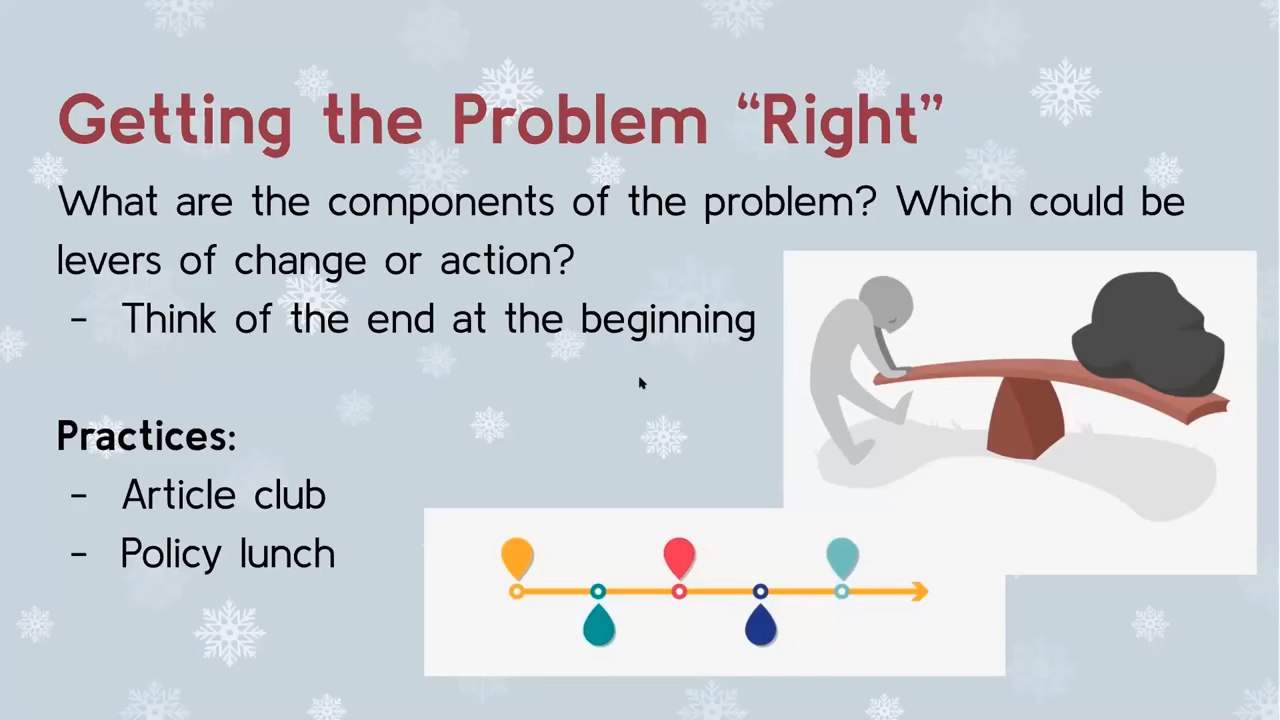 Getting the Problem “Right”
What are the components of the problem? Which could be
levers of change or action?
- Think of the end at the beginning
Practices:
- Article club
- Policy lunch